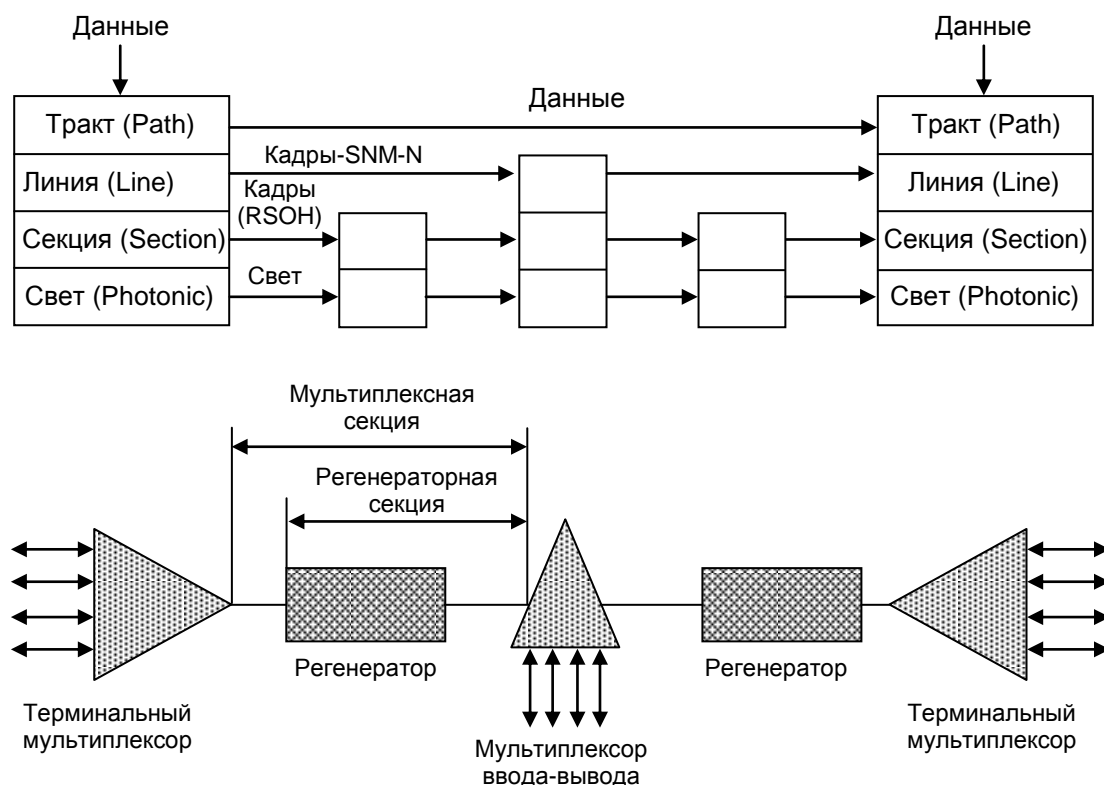 Данные
Данные
Данные
Тракт (Path)
Тракт (Path)
Кадры-SNM-N
Линия (Line)
Линия (Line)
Кадры
(RSOH)
Секция (Section)
Секция (Section)
Свет
Свет (Photonic)
Свет (Photonic)
Мультиплексная
секция
Регенераторная
секция
Регенератор
Регенератор
Терминальный
мультиплексор
Мультиплексор
ввода-вывода
Терминальный
мультиплексор